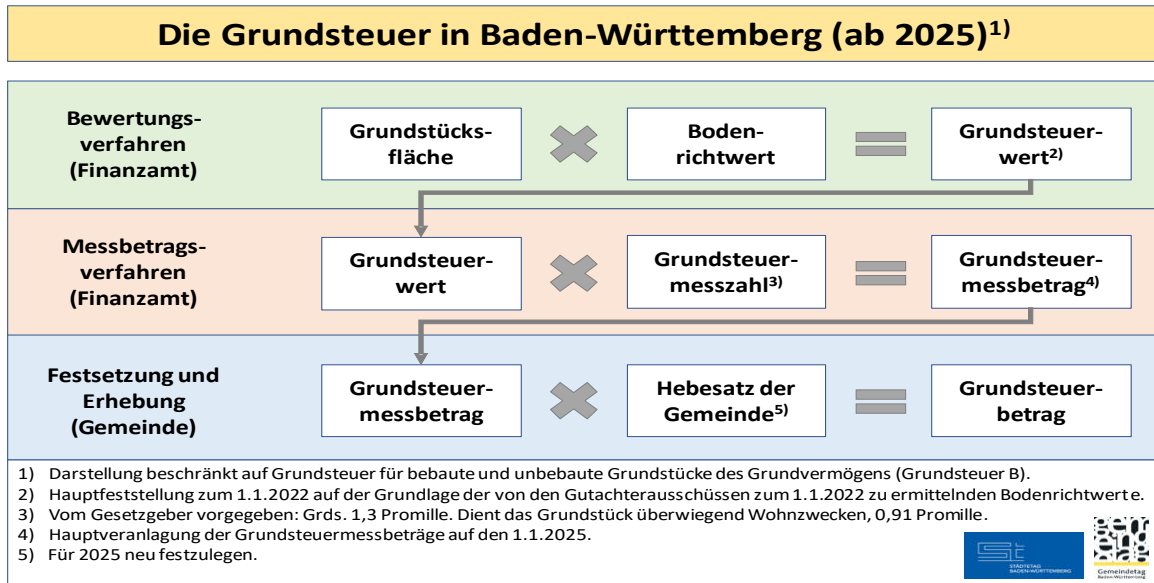 Die Grundsteuer in Baden-Württemberg (ab 2025)1)
Bewertungs-
verfahren
(Finanzamt)
Grundstücks-
fläche
Boden-
richtwert
Grundsteuer-
wert2)
Messbetrags-
verfahren
(Finanzamt)
Grundsteuer-
wert
Grundsteuer-
messzahl3)
Grundsteuer-
messbetrag4)
Festsetzung und
Erhebung
(Gemeinde)
Grundsteuer-
messbetrag
Hebesatz der
Gemeinde5)
Grundsteuer-
betrag
1) Darstellung beschränkt auf Grundsteuer für bebaute und unbebaute Grundstücke des Grundvermögens (Grundsteuer B).
2) Hauptfeststellung zum 1.1.2022 auf der Grundlage der von den Gutachterausschüssen zum 1.1.2022 zu ermittelnden Bodenrichtwerte.
3) Vom Gesetzgeber vorgegeben: Grds. 1,3 Promille. Dient das Grundstück überwiegend Wohnzwecken, 0,91 Promille.
4) Hauptveranlagung der Grundsteuermessbeträge auf den 1.1.2025.
5) Für 2025 neu festzulegen.
STÄDTETAG
BADEN-WÜRTTEMBERG
Gemeindetag
Baden-Württemberg